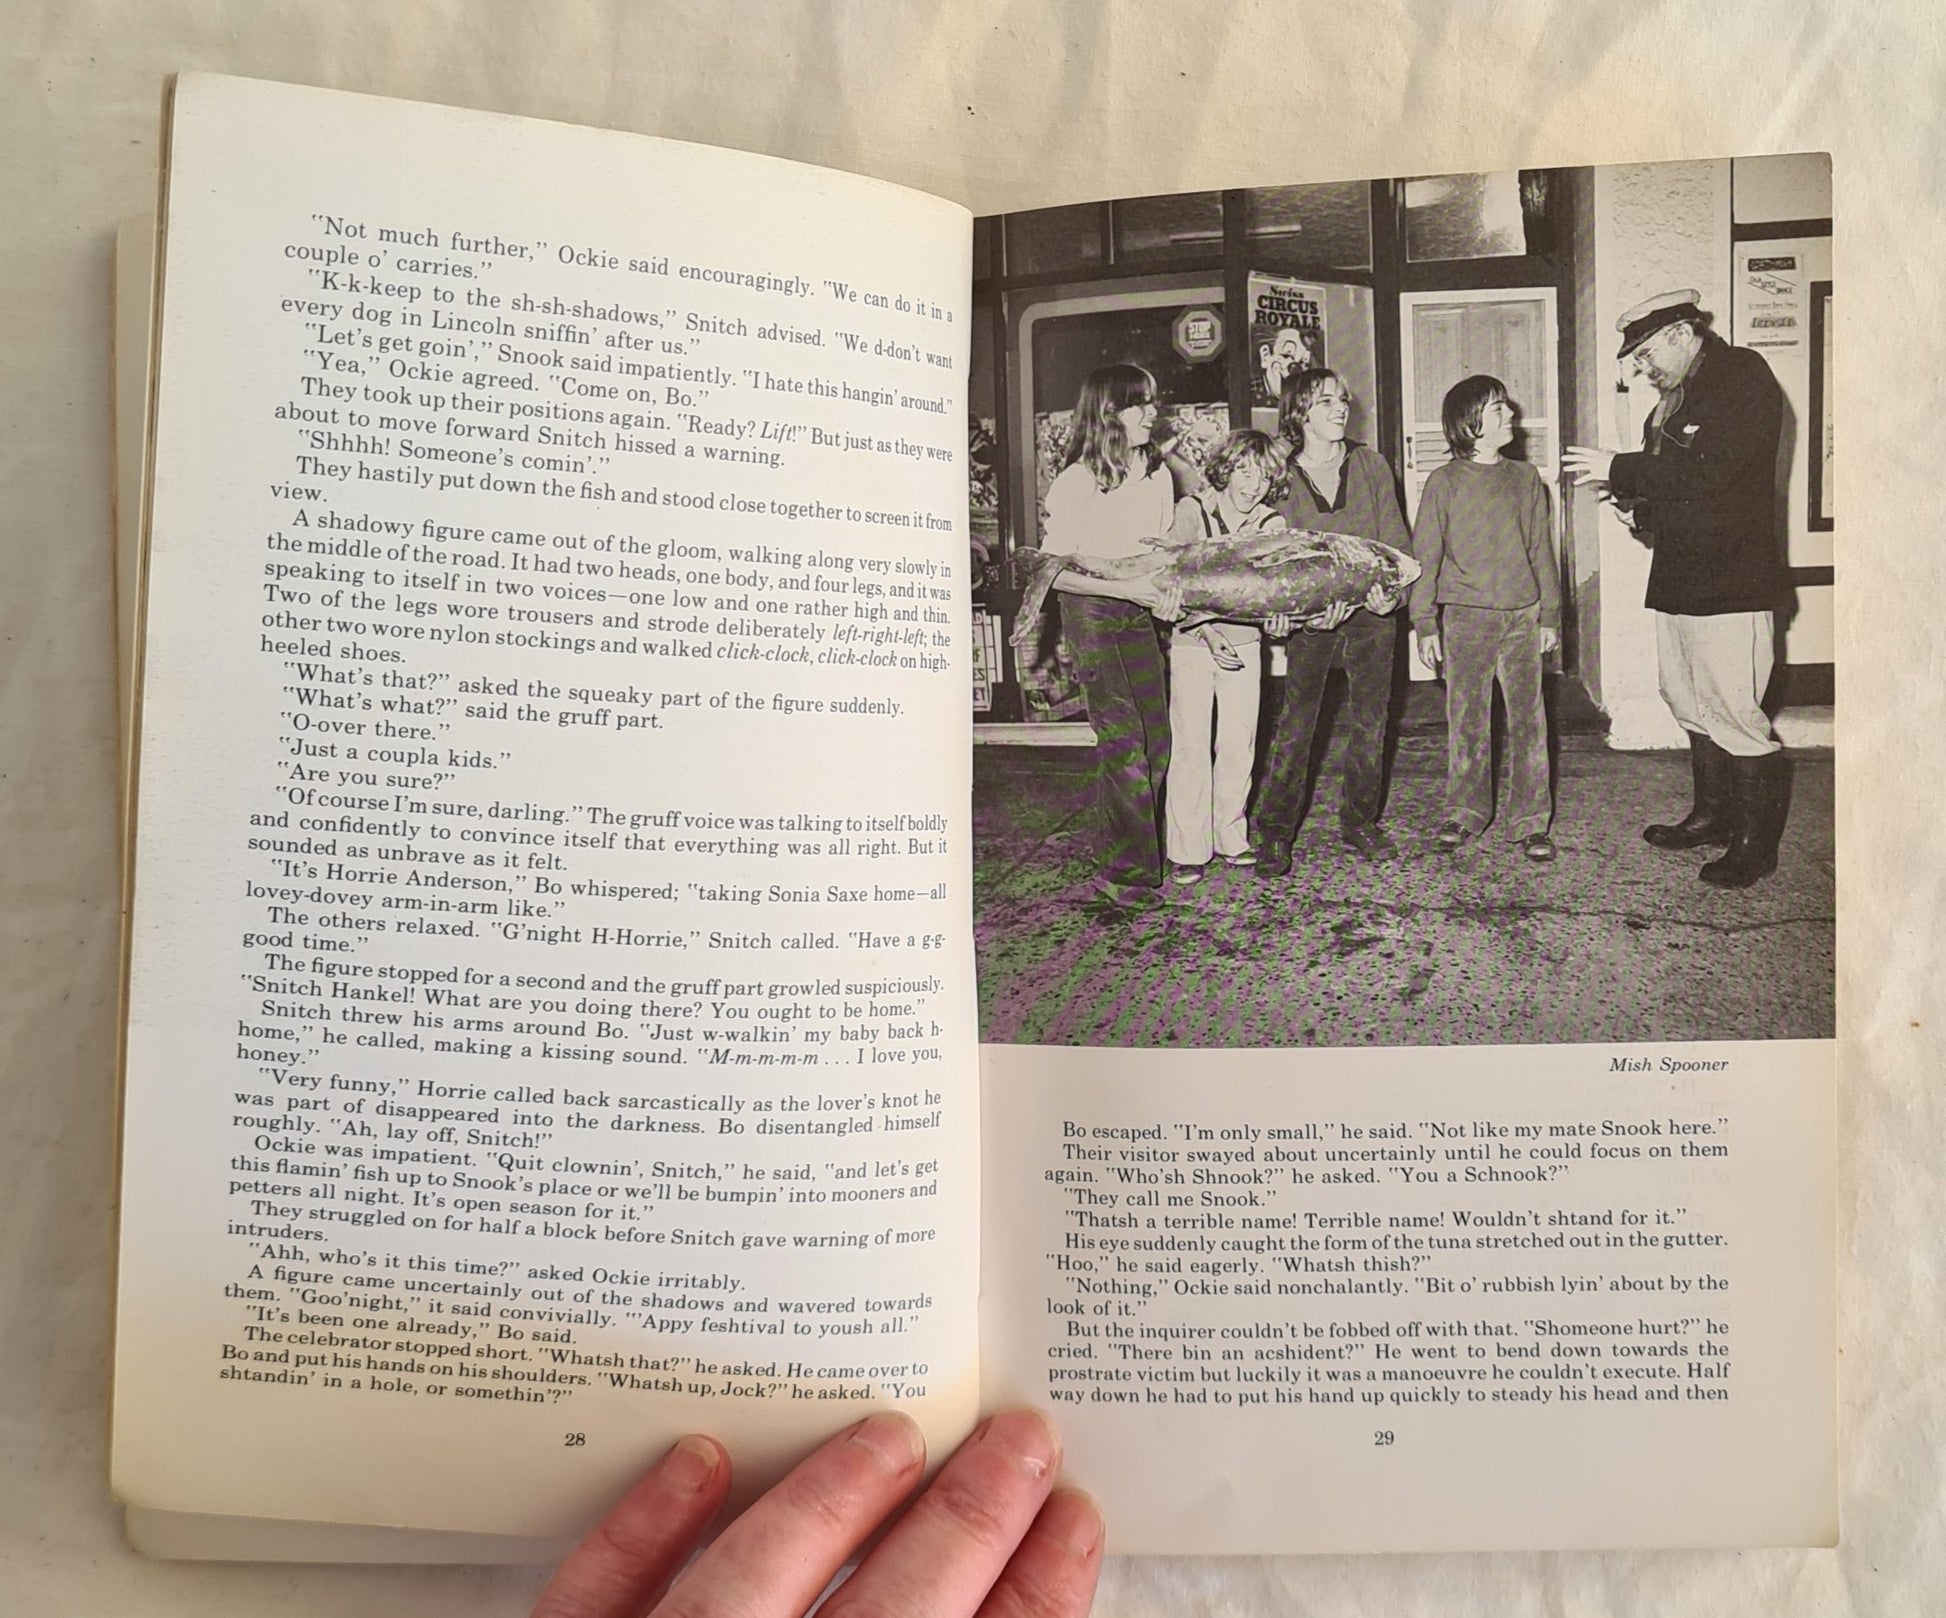 "Not much further," Ockie said encouragingly. "We can do it in a
couple o' carries."
"K-k-keep to the sh-sh-shadows," Snitch advised. "We d-don't want
every dog in Lincoln sniffin' after us."
"Let's get goin'," Snook said impatiently. "I hate this hangin' around."
"Yea," Ockie agreed. "Come on, Bo."
They took up their positions again. "Ready? Lift!" But just as they were
about to move forward Snitch hissed a warning.
"Shhhh! Someone's comin'."
They hastily put down the fish and stood close together to screen it from
view.
A shadowy figure came out of the gloom, walking along very slowly in
the middle of the road. It had two heads, one body, and four legs, and it was
speaking to itself in two voices—one low and one rather high and thin.
Two of the legs wore trousers and strode deliberately left-right-left; the
other two wore nylon stockings and walked click-clock, click-clock on high-
heeled shoes.
"What's that?" asked the squeaky part of the figure suddenly.
"What's what?" said the gruff part.
"O-over there."
"Just a coupla kids."
"Are you sure?"
"Of course I'm sure, darling." The gruff voice was talking to itself boldly
and confidently to convince itself that everything was all right. But it
sounded as unbrave as it felt.
"It's Horrie Anderson," Bo whispered; "taking Sonia Saxe home—all
lovey-dovey arm-in-arm like."
The others relaxed. "G'night H-Horrie," Snitch called. "Have a g-g-
good time."
The figure stopped for a second and the gruff part growled suspiciously.
"Snitch Hankel! What are you doing there? You ought to be home."
Snitch threw his arms around Bo. "Just w-walkin' my baby back h-
home," he called, making a kissing sound. "M-m-m-m-m . . . I love you,
honey."
"Very funny," Horrie called back sarcastically as the lover's knot he
was part of disappeared into the darkness. Bo disentangled himself
roughly. "Ah, lay off, Snitch!"
Ockie was impatient. "Quit clownin', Snitch," he said, "and let's get
this flamin' fish up to Snook's place or we'll be bumpin' into mooners and
petters all night. It's open season for it."
They struggled on for half a block before Snitch gave warning of more
intruders.
"Ahh, who's it this time?" asked Ockie irritably.
A figure came uncertainly out of the shadows and wavered towards
them. "Goo'night," it said convivially. "'Appy feshtival to yoush all."
"It's been one already," Bo said.
The celebrator stopped short. "Whatsh that?" he asked. He came over to
Bo and put his hands on his shoulders. "Whatsh up, Jock?" he asked. "You
shtandin' in a hole, or somethin'?"
28
Swiss
CIRCUS
ROYALE
STOP
LICENSED
Mish Spooner
Bo escaped. "I'm only small," he said. "Not like my mate Snook here."
Their visitor swayed about uncertainly until he could focus on them
again. "Who'sh Shnook?" he asked. "You a Schnook?"
"They call me Snook."
"Thatsh a terrible name! Terrible name! Wouldn't shtand for it."
His eye suddenly caught the form of the tuna stretched out in the gutter.
"Hoo," he said eagerly. "Whatsh thish?"
"Nothing," Ockie said nonchalantly. "Bit o' rubbish lyin' about by the
look of it."
But the inquirer couldn't be fobbed off with that. "Shomeone hurt?" he
cried. "There bin an acshident?" He went to bend down towards the
prostrate victim but luckily it was a manoeuvre he couldn't execute. Half
way down he had to put his hand up quickly to steady his head and then
29